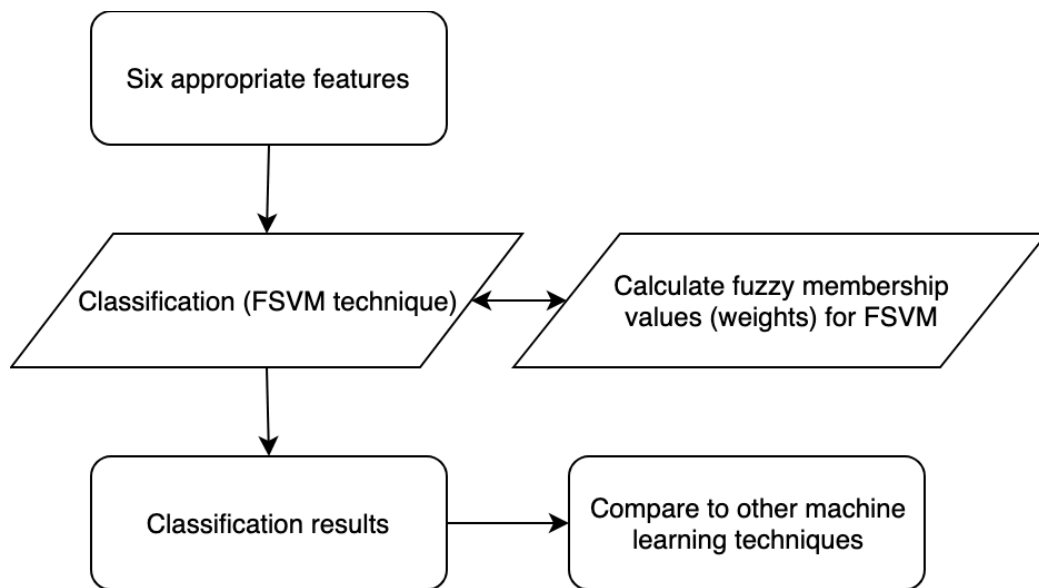 Six appropriate features
Classification (FSVM technique)
Calculate fuzzy membership
values (weights) for FSVM
Classification results
Compare to other machine
learning techniques